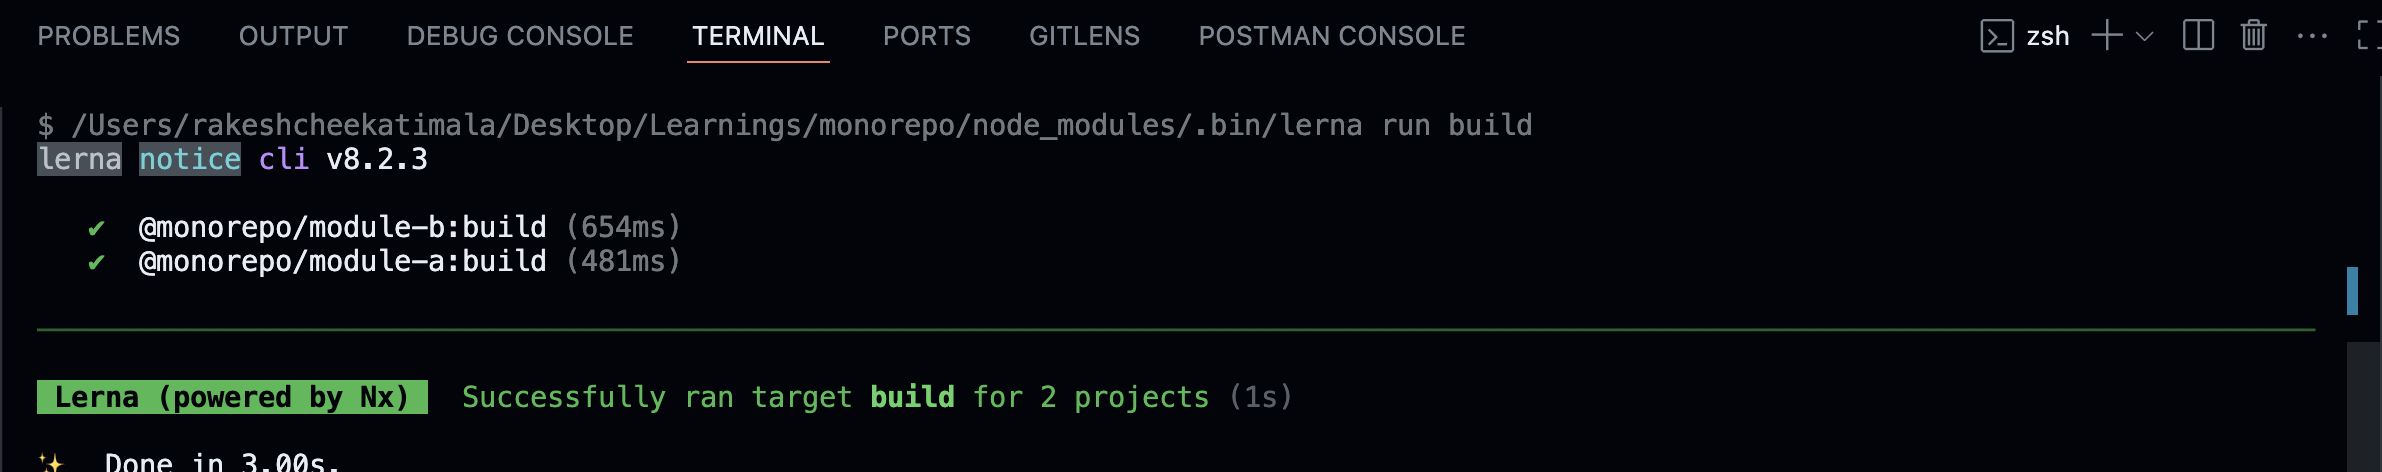 PROBLEMS OUTPUT DEBUG CONSOLE TERMINAL PORTS GITLENS POSTMAN CONSOLE zsh
$ /Users/rakeshcheekatimala/Desktop/Learnings/monorepo/node_modules/.bin/lerna run build
lerna notice cli v8.2.3
✔ @monorepo/module-b:build (654ms)
✔ @monorepo/module-a:build (481ms)
Lerna (powered by Nx) Successfully ran target build for 2 projects (1s)
✨ Done in 3.00s.